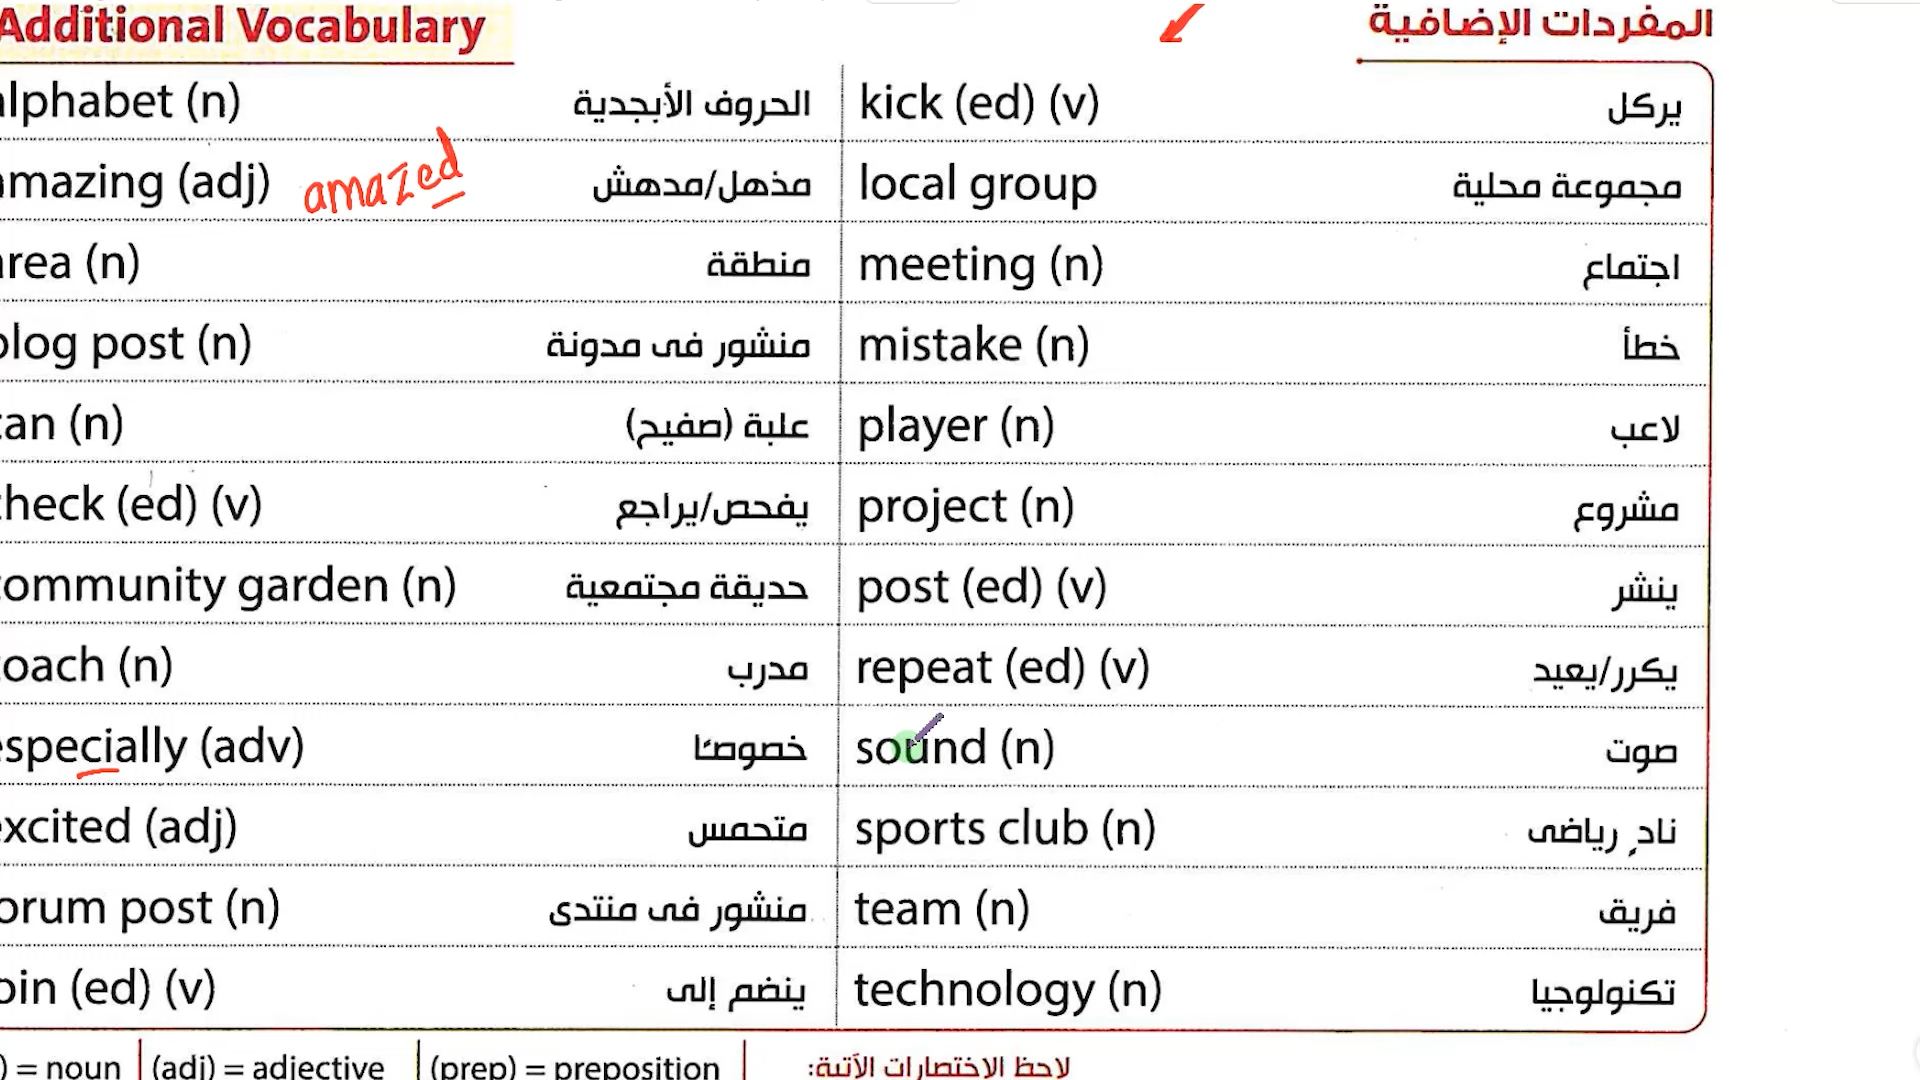 Additional Vocabulary المفردات الإضافية
lphabet (n) الحروف الأبجدية kick (ed) (v) يركل
mazing (adj) amazed مذهل/مدهش local group مجموعة محلية
rea (n) منطقة meeting (n) اجتماع
log post (n) منشور فى مدونة mistake (n) خطأ
an (n) علبة (صفيح) player (n) لاعب
heck (ed) (v) يفحص/يراجع project (n) مشروع
ommunity garden (n) حديقة مجتمعية post (ed) (v) ينشر
oach (n) مدرب repeat (ed) (v) يكرر/يعيد
specially (adv) خصوصًا sound (n) صوت
xcited (adj) متحمس sports club (n) نادٍ رياضى
orum post (n) منشور فى منتدى team (n) فريق
oin (ed) (v) ينضم إلى technology (n) تكنولوجيا
) = noun (adj) = adjective (prep) = preposition لاحظ الاختصارات الآتية: